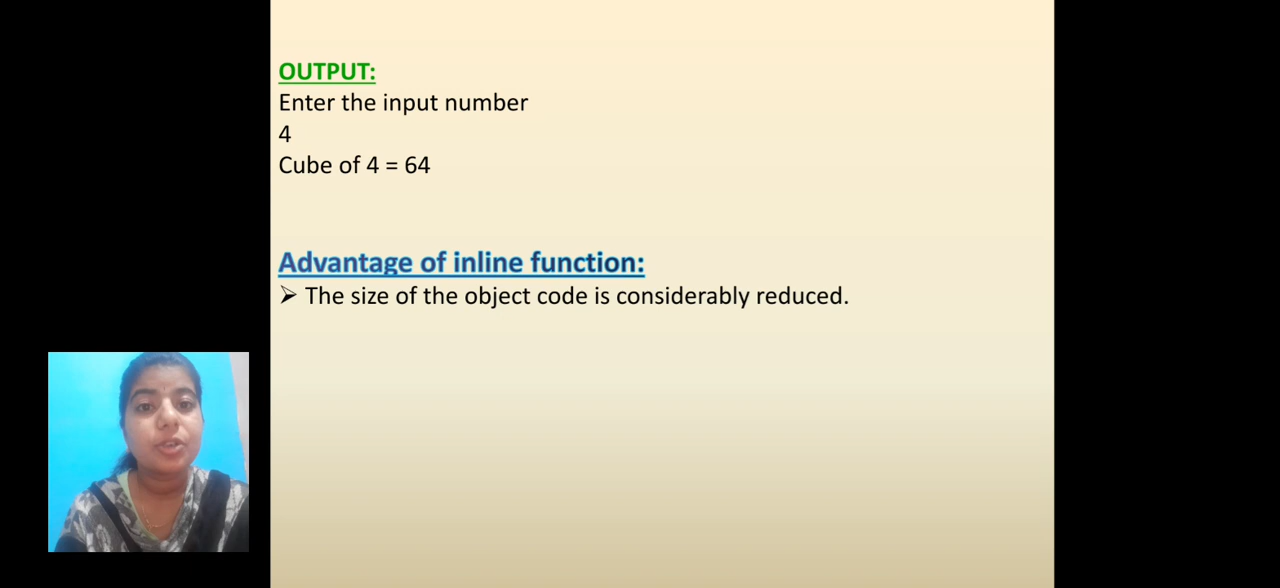 OUTPUT:
Enter the input number
4
Cube of 4 = 64
Advantage of inline function:
➢ The size of the object code is considerably reduced.